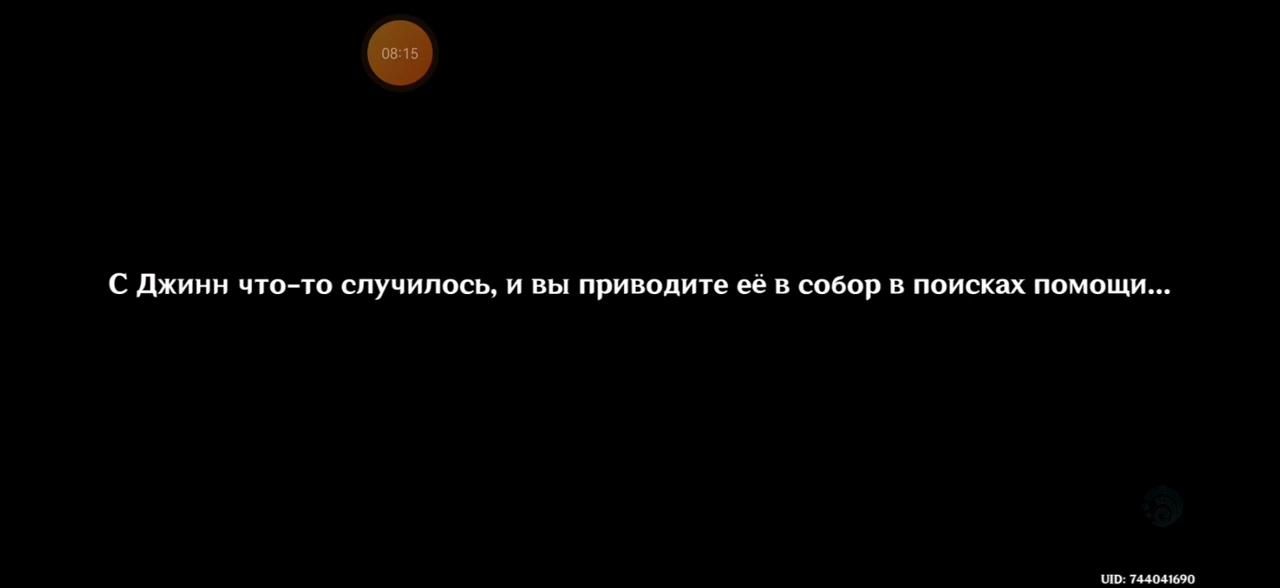 08:15
С Джинн что-то случилось, и вы приводите её в собор в поисках помощи...
UID: 744041690